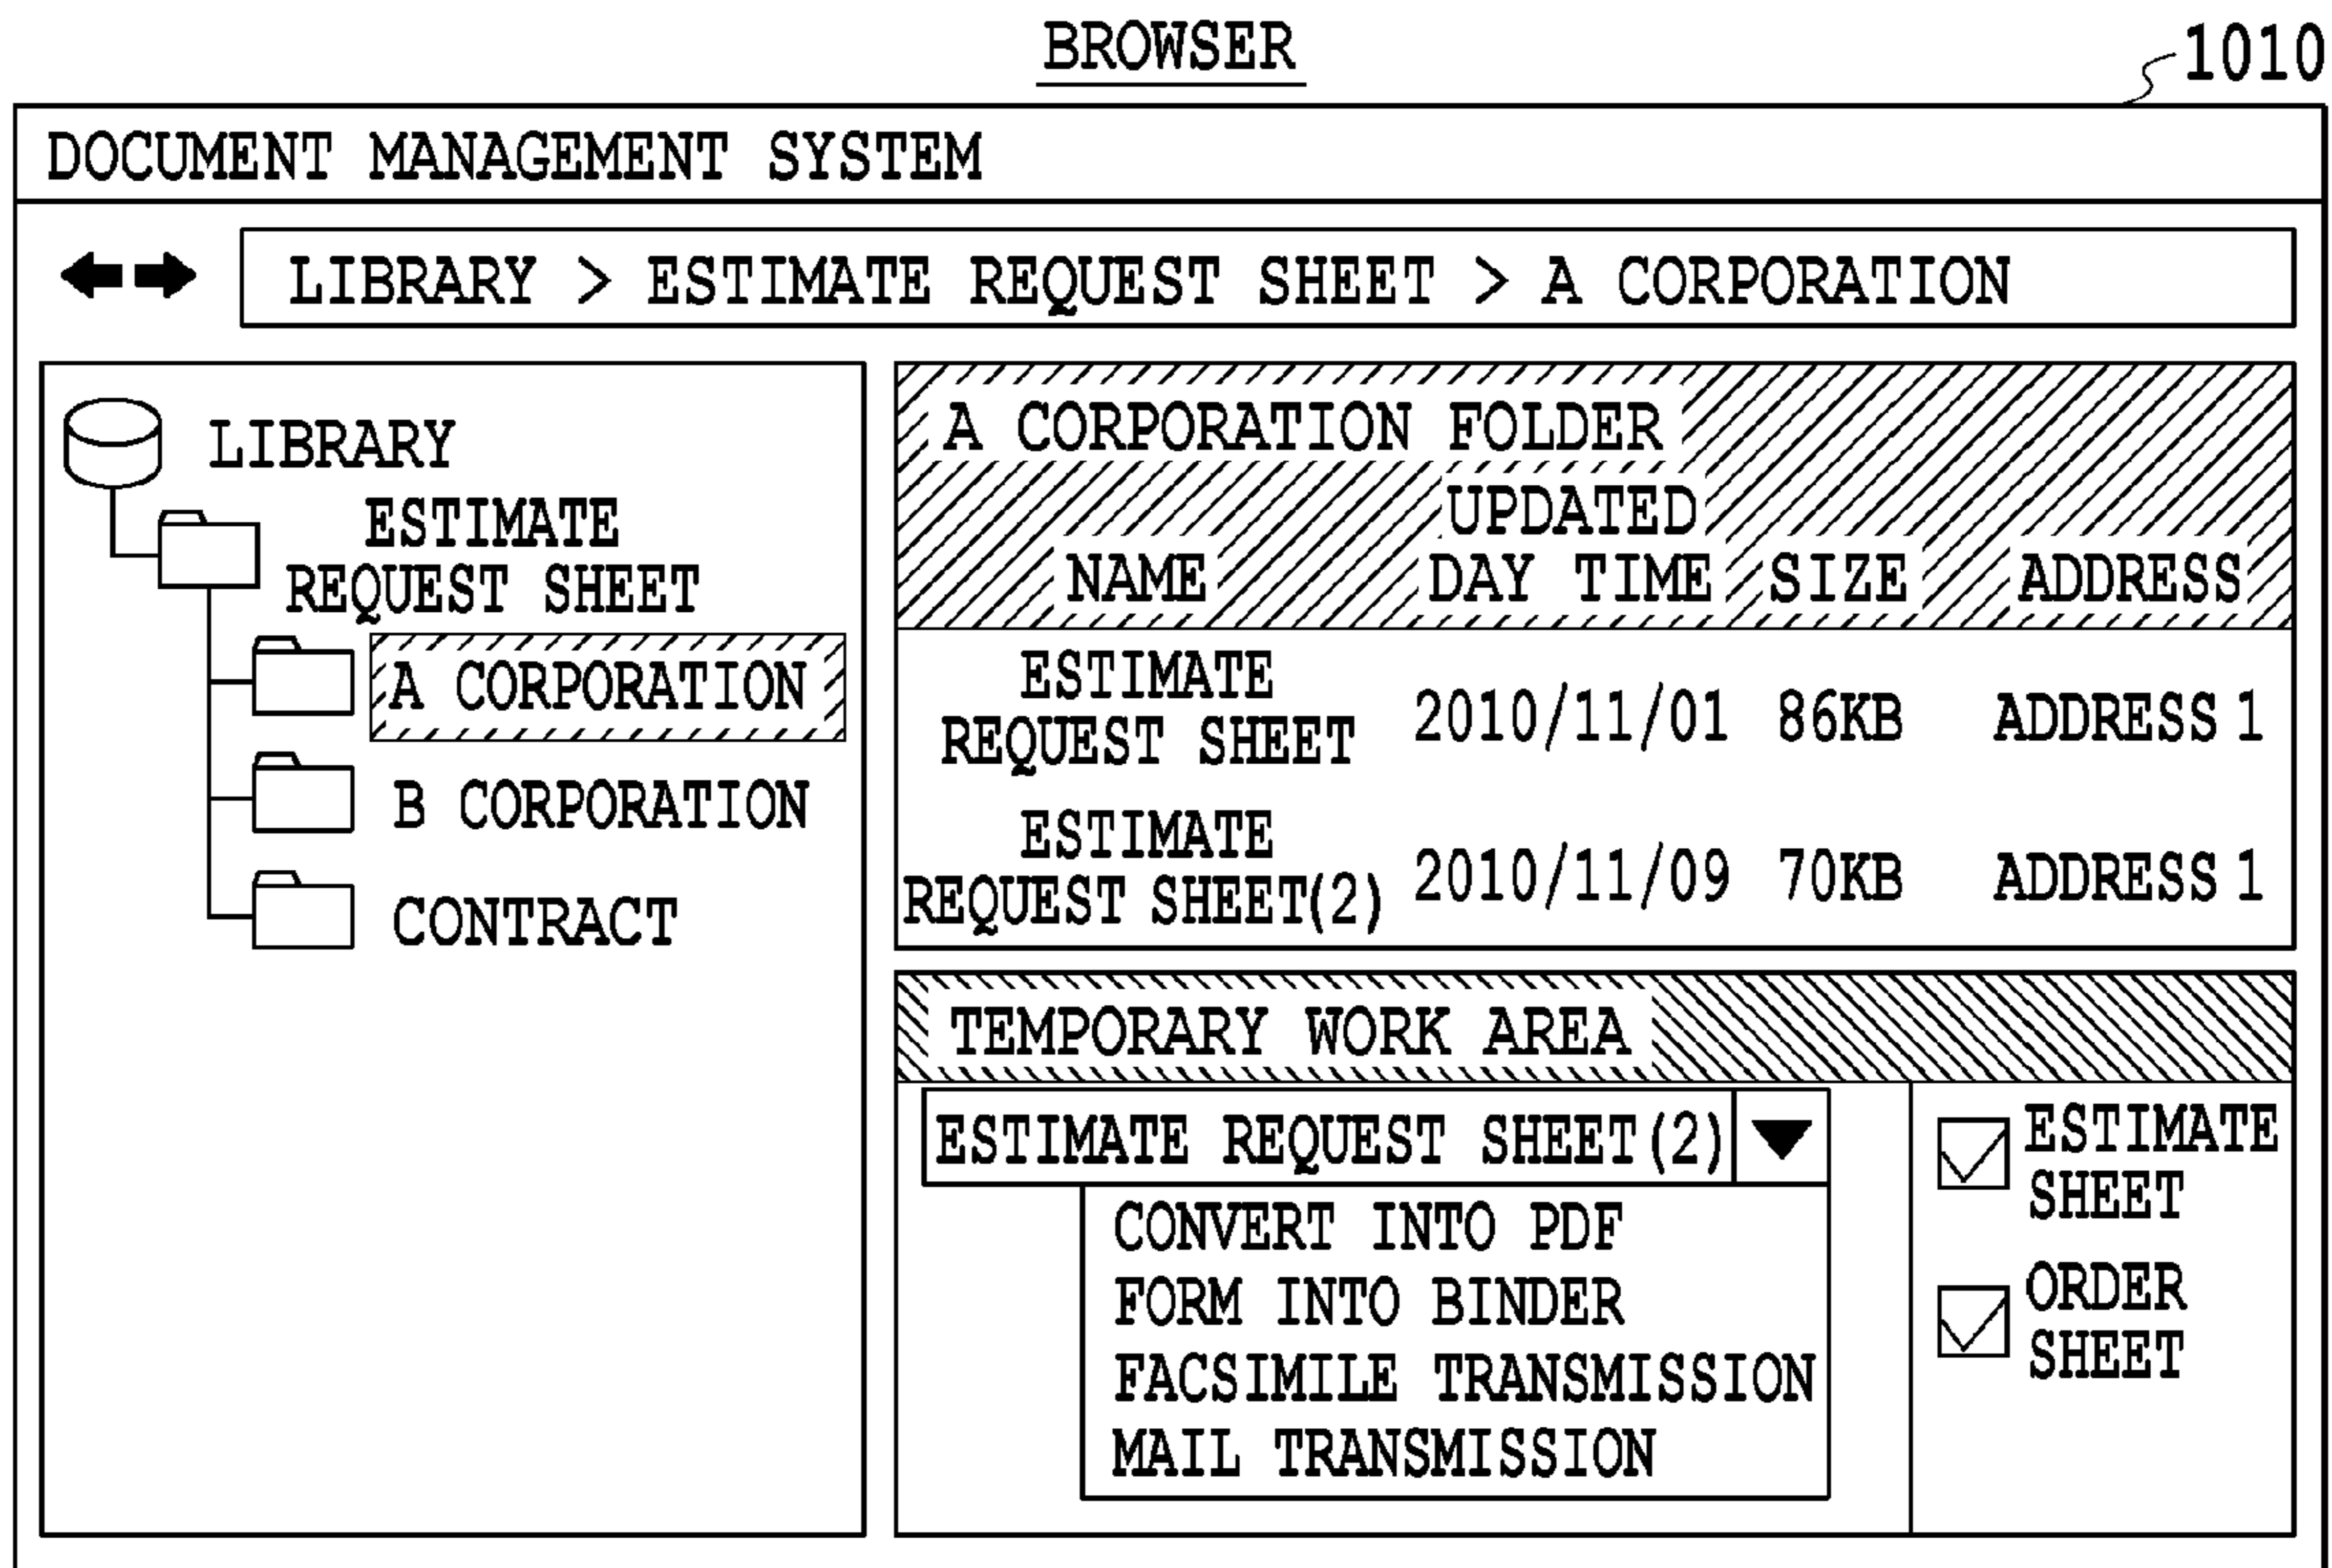 BROWSER
1010
DOCUMENT MANAGEMENT SYSTEM
LIBRARY > ESTIMATE REQUEST SHEET > A CORPORATION
LIBRARY
ESTIMATE
REQUEST SHEET
A CORPORATION
B CORPORATION
CONTRACT
A CORPORATION FOLDER
UPDATED
NAME DAY TIME SIZE ADDRESS
ESTIMATE
REQUEST SHEET 2010/11/01 86KB ADDRESS 1
ESTIMATE
REQUEST SHEET(2) 2010/11/09 70KB ADDRESS 1
TEMPORARY WORK AREA
ESTIMATE REQUEST SHEET(2)
CONVERT INTO PDF
FORM INTO BINDER
FACSIMILE TRANSMISSION
MAIL TRANSMISSION
ESTIMATE
SHEET
ORDER
SHEET